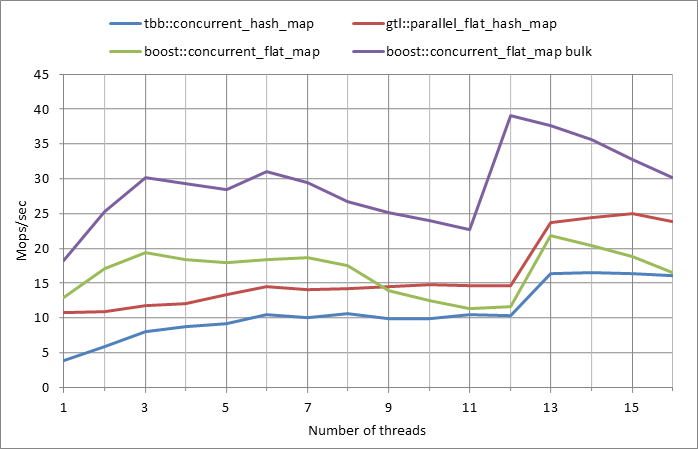 tbb::concurrent_hash_map gtl::parallel_flat_hash_map
boost::concurrent_flat_map boost::concurrent_flat_map bulk
45
40
35
30
25
20
15
10
5
0
Mops/sec
1 3 5 7 9 11 13 15
Number of threads